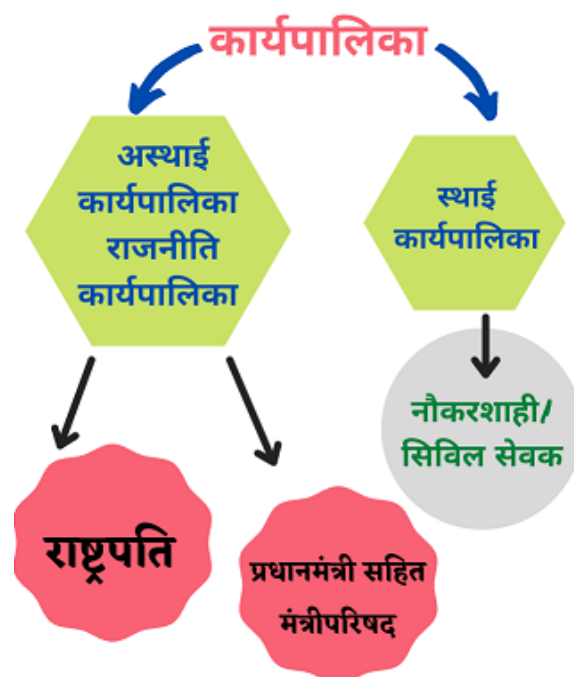 कार्यपालिका
अस्थाई
कार्यपालिका
राजनीति
कार्यपालिका
स्थाई
कार्यपालिका
नौकरशाही/
सिविल सेवक
राष्ट्रपति
प्रधानमंत्री सहित
मंत्रीपरिषद